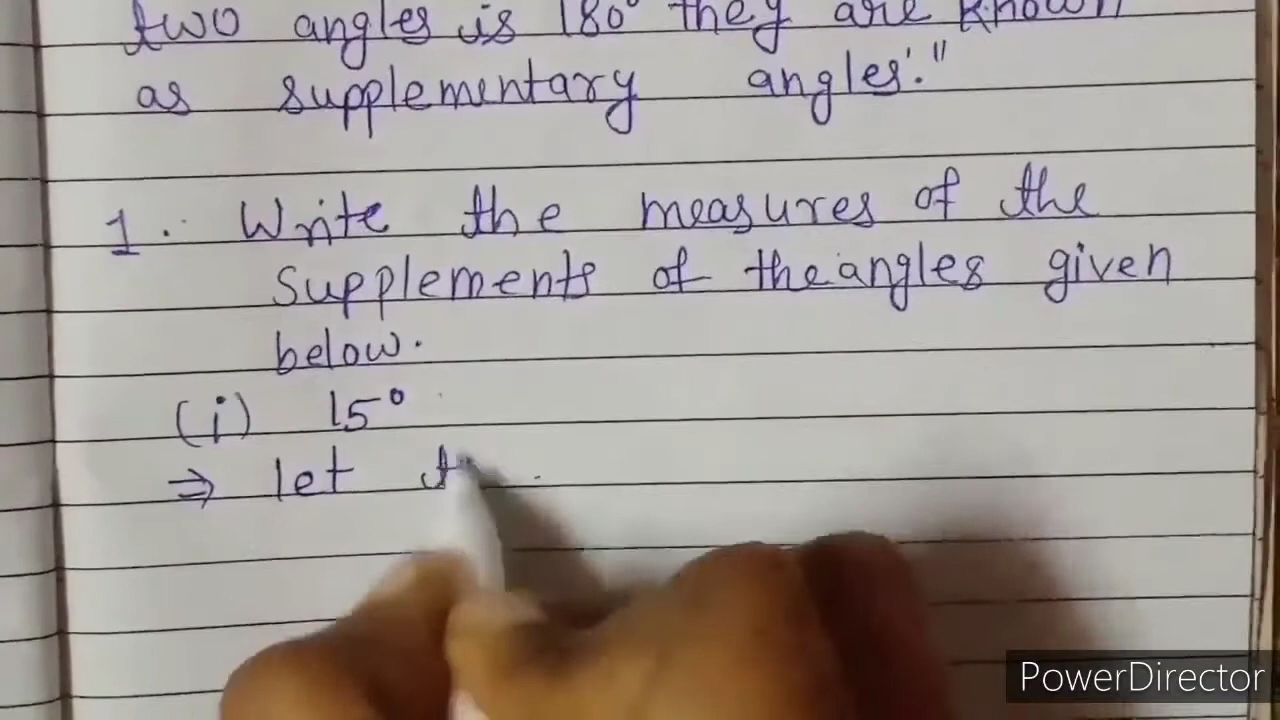 two angles is 180° they are known
as supplementary angles'."
1. Write the measures of the
supplements of the angles given
below.
(i) 15°
⇒ let
PowerDirector